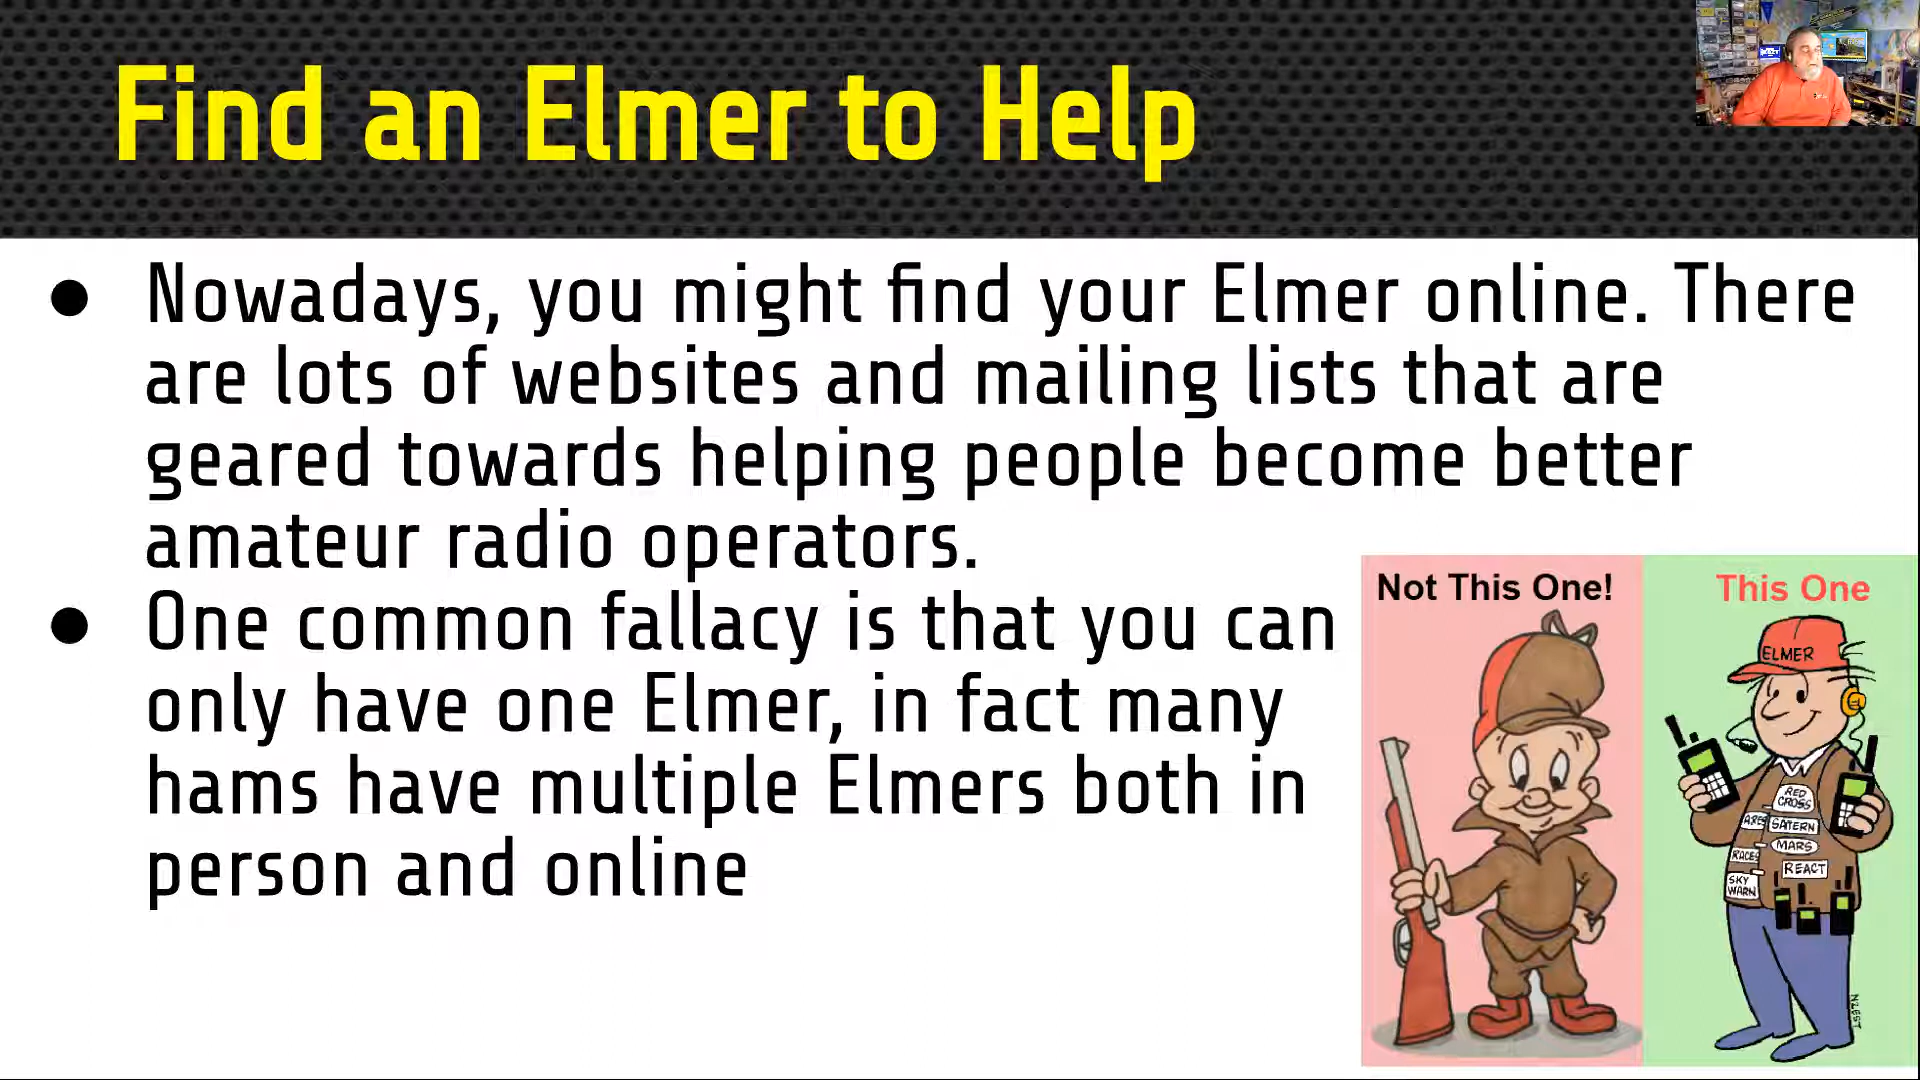 Find an Elmer to Help
● Nowadays, you might find your Elmer online. There
are lots of websites and mailing lists that are
geared towards helping people become better
amateur radio operators.
● One common fallacy is that you can
only have one Elmer, in fact many
hams have multiple Elmers both in
person and online
Not This One!
This One
ELMER
RED
CROSS
ARES
SATERN
MARS
RACES
REACT
SKY
WARN